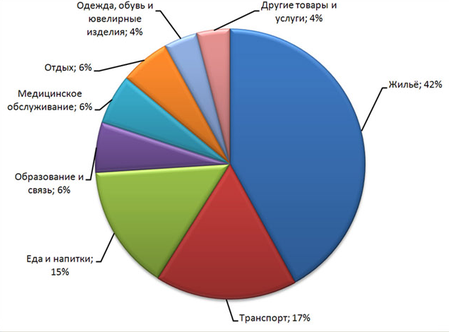 Одежда, обувь и
ювелирные
изделия; 4%
Другие товары и
услуги; 4%
Отдых; 6%
Жильё; 42%
Медицинское
обслуживание; 6%
Образование и
связь; 6%
Еда и напитки;
15%
Транспорт; 17%